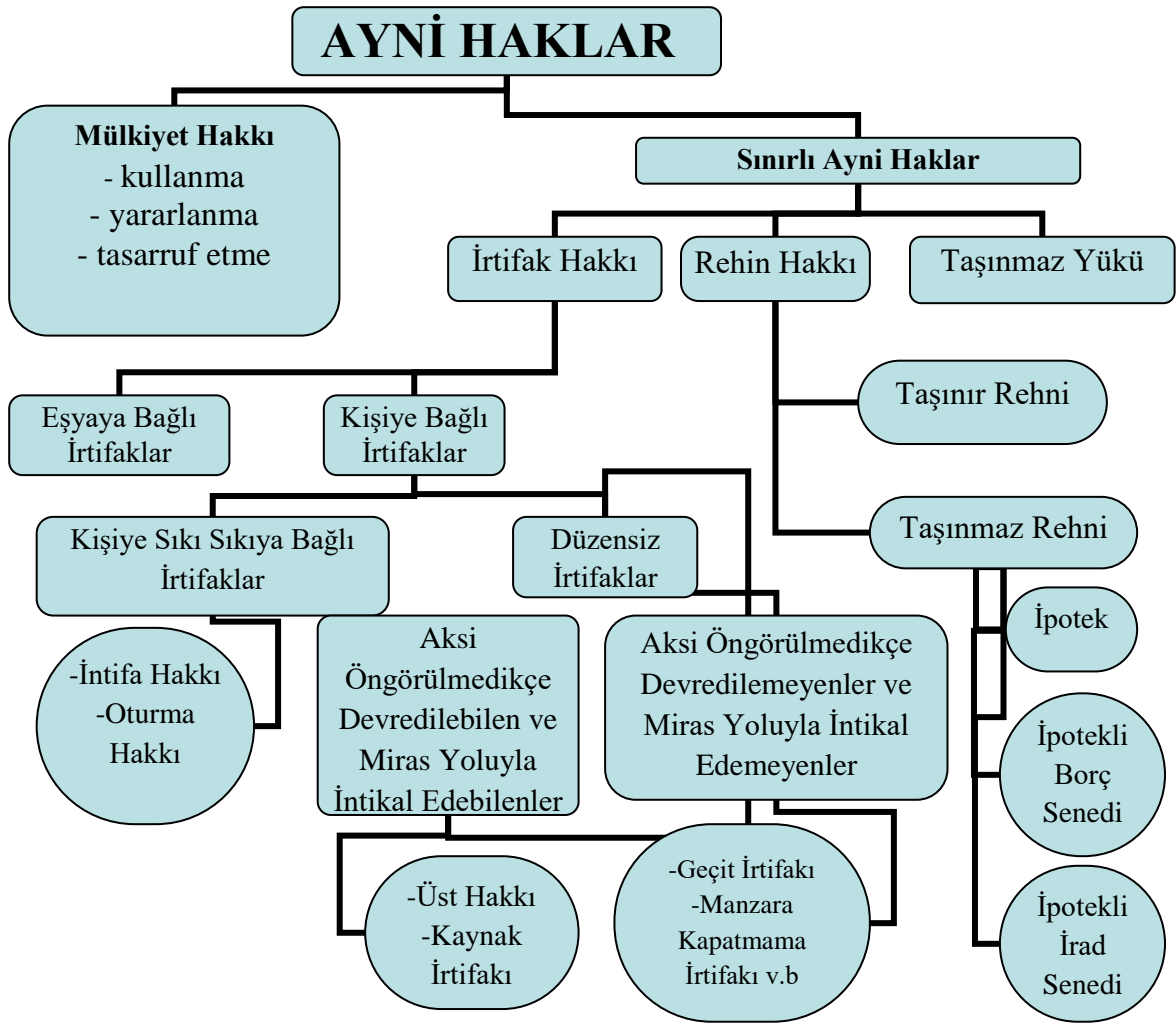 AYNİ HAKLAR
Mülkiyet Hakkı
- kullanma
- yararlanma
- tasarruf etme
Sınırlı Ayni Haklar
İrtifak Hakkı
Rehin Hakkı
Taşınmaz Yükü
Eşyaya Bağlı
İrtifaklar
Kişiye Bağlı
İrtifaklar
Taşınır Rehni
Kişiye Sıkı Sıkıya Bağlı
İrtifaklar
Düzensiz
İrtifaklar
Taşınmaz Rehni
-İntifa Hakkı
-Oturma
Hakkı
Aksi
Öngörülmedikçe
Devredilebilen ve
Miras Yoluyla
İntikal Edebilenler
Aksi Öngörülmedikçe
Devredilemeyenler ve
Miras Yoluyla İntikal
Edemeyenler
İpotek
İpotekli
Borç
Senedi
-Üst Hakkı
-Kaynak
İrtifakı
-Geçit İrtifakı
-Manzara
Kapatmama
İrtifakı v.b
İpotekli
İrad
Senedi